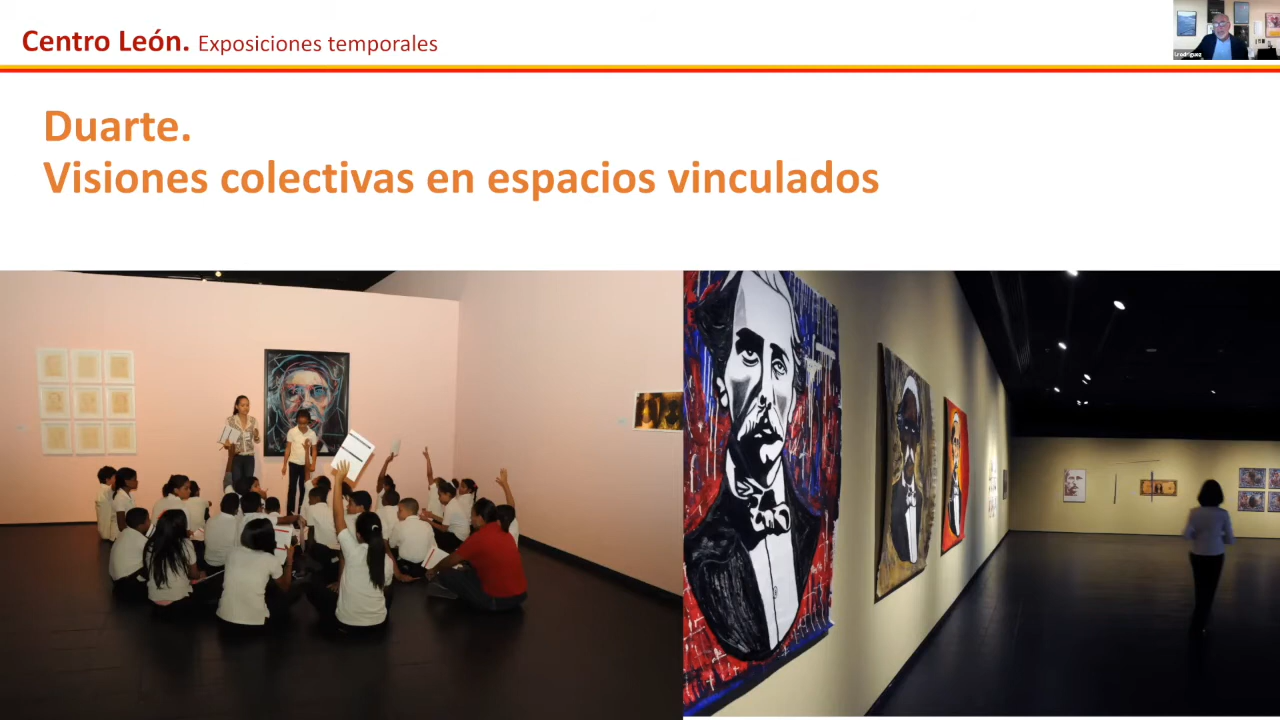 Centro León. Exposiciones temporales
Duarte.
Visiones colectivas en espacios vinculados